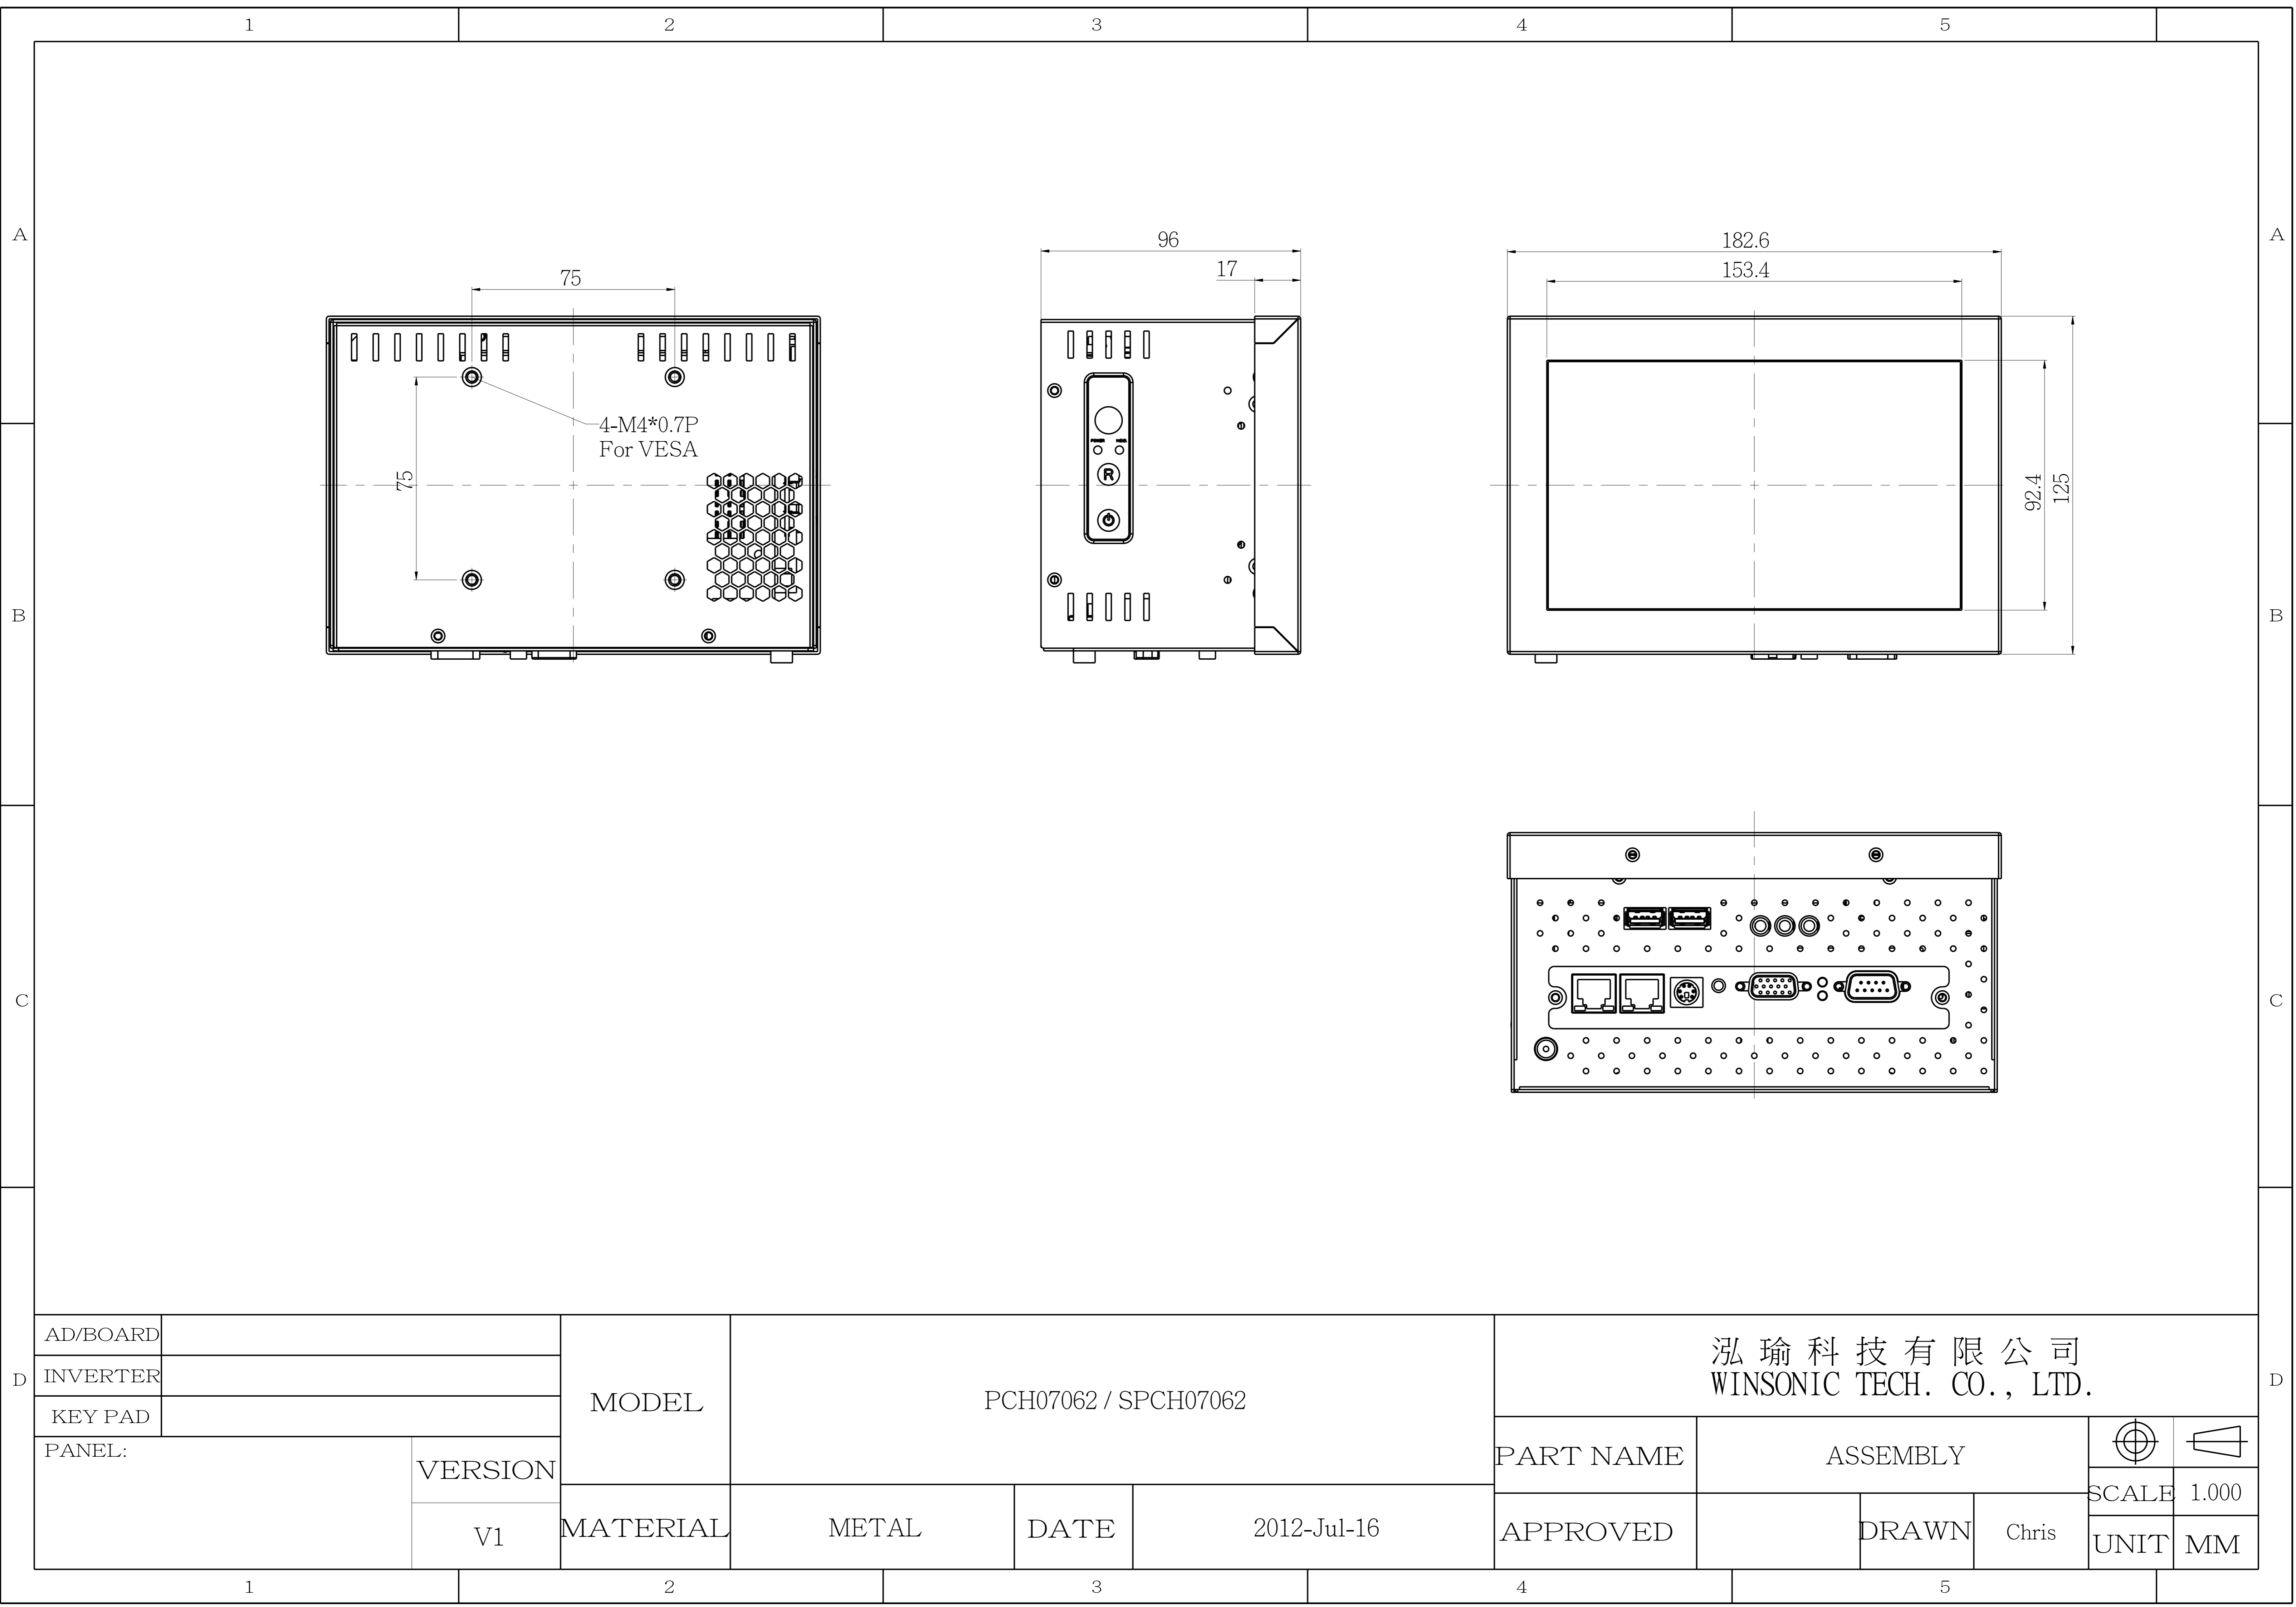 1 2 3 4 5
A A
96
182.6
17
153.4
75
4-M4*0.7P
For VESA
75
POWER
R
92.4
125
B B
C C
AD/BOARD
INVERTER
KEY PAD
PANEL:
VERSION
V1
MODEL
PCH07062 / SPCH07062
MATERIAL
METAL
DATE
2012-Jul-16
泓瑜科技有限公司
WINSONIC TECH. CO., LTD.
PART NAME
ASSEMBLY
SCALE 1.000
APPROVED
DRAWN
Chris
UNIT MM
D D
1 2 3 4 5